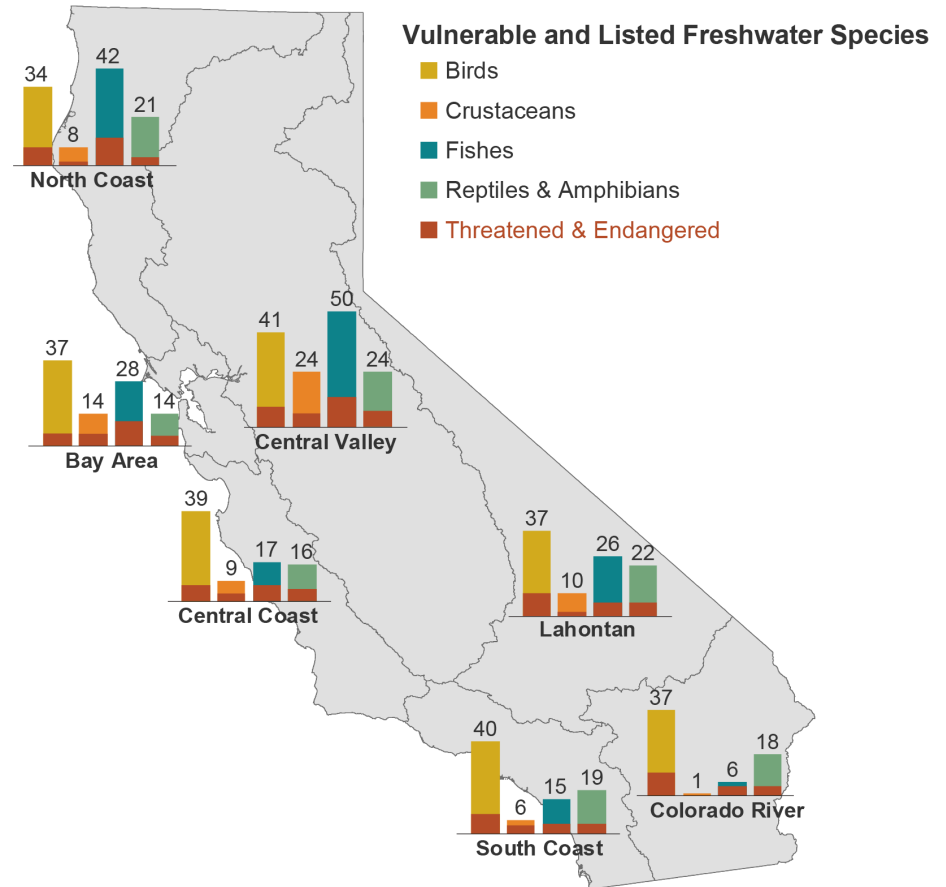 Vulnerable and Listed Freshwater Species
Birds
Crustaceans
Fishes
Reptiles & Amphibians
Threatened & Endangered
34 8 42 21
North Coast
41 24 50 24
Central Valley
37 14 28 14
Bay Area
39 9 17 16
Central Coast
37 10 26 22
Lahontan
37 1 6 18
Colorado River
40 6 15 19
South Coast